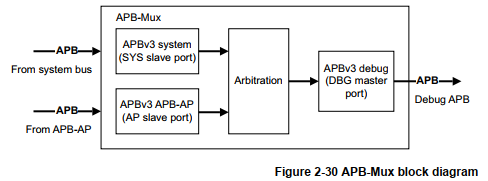 APB-Mux
APB
From system bus
APBv3 system
(SYS slave port)
APB
From APB-AP
APBv3 APB-AP
(AP slave port)
Arbitration
APBv3 debug
(DBG master
port)
APB
Debug APB
Figure 2-30 APB-Mux block diagram